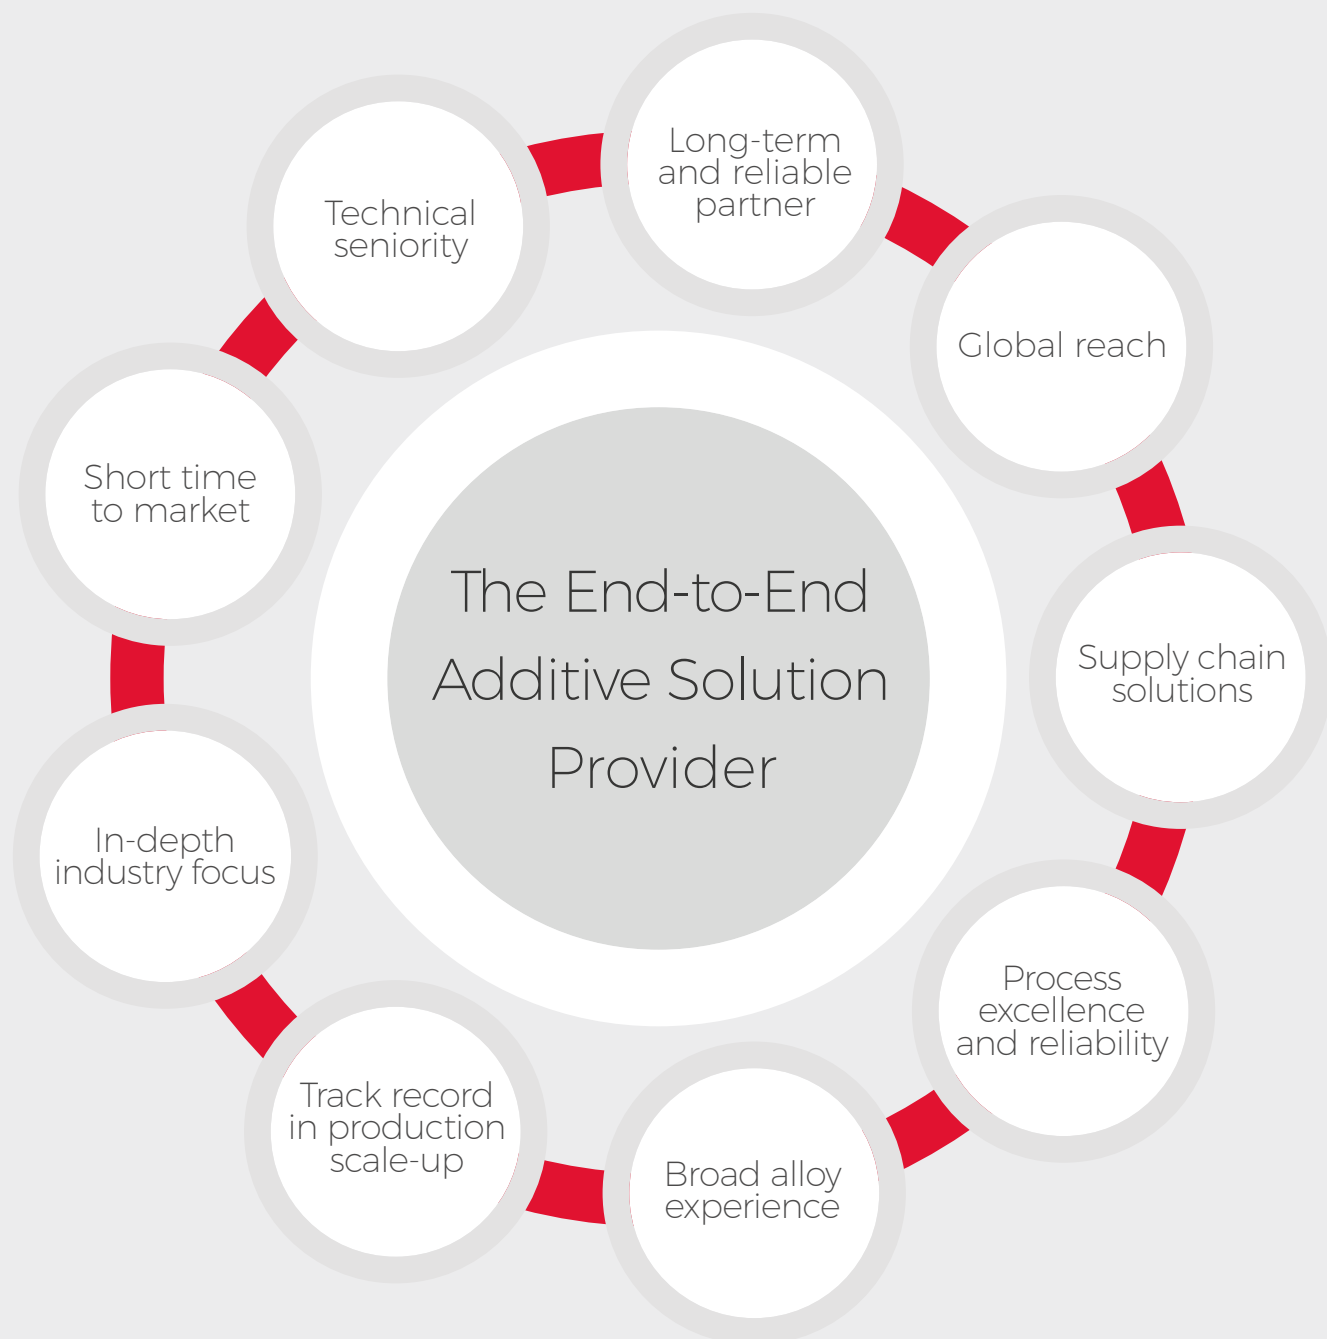 Long-term
and reliable
partner
Technical
seniority
Global reach
Short time
to market
The End-to-End
Additive Solution
Provider
Supply chain
solutions
In-depth
industry focus
Process
excellence
and reliability
Track record
in production
scale-up
Broad alloy
experience